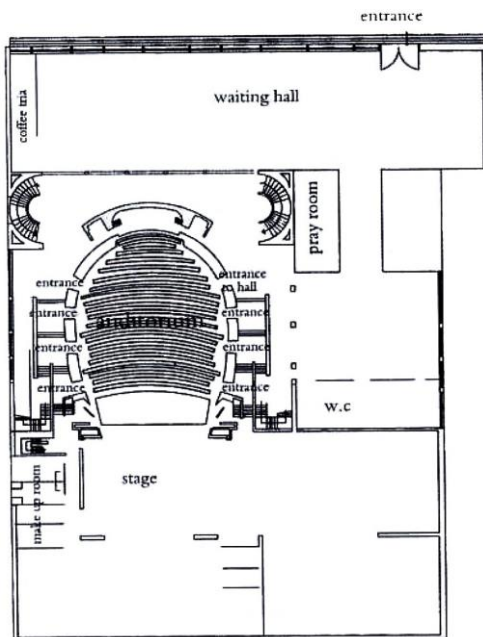 entrance
waiting hall
coffee tria
pray room
entrance
entrance
to hall
entrance
entrance
auditorium
entrance
entrance
entrance
entrance
w.c
stage
make up room